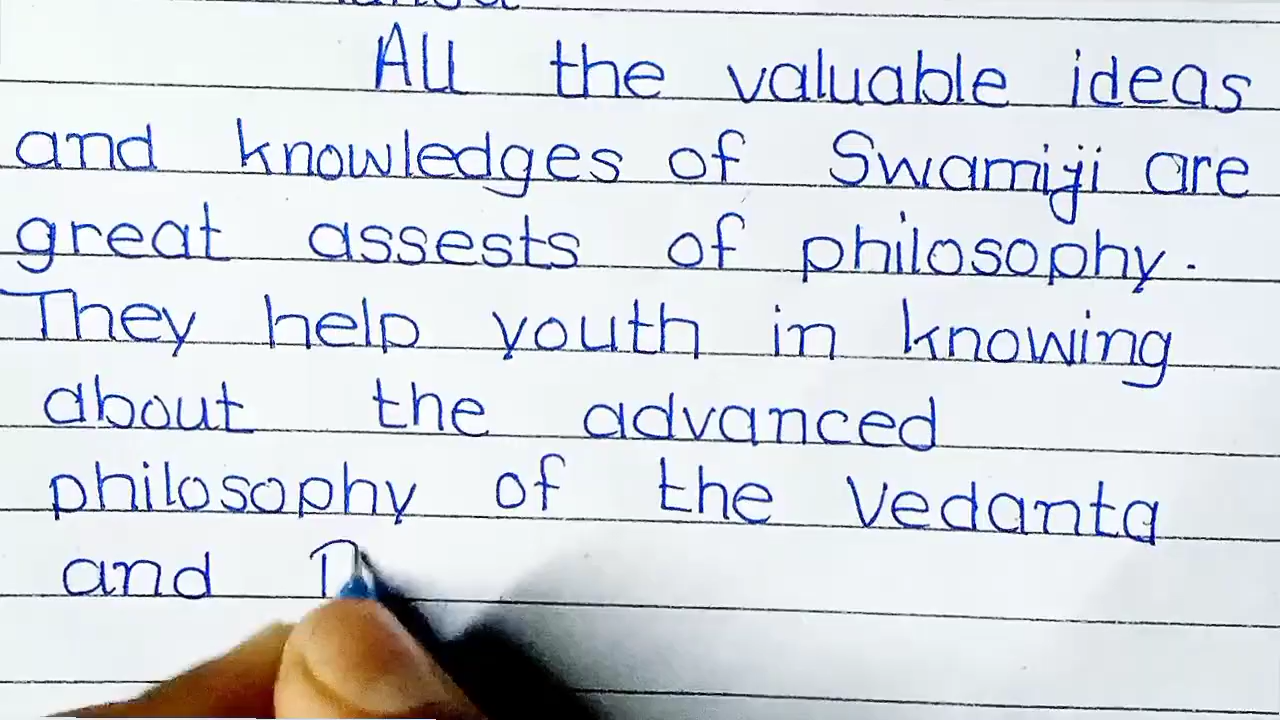 All the valuable ideas
and knowledges of Swamiji are
great assests of philosophy.
They help youth in knowing
about the advanced
philosophy of the Vedanta
and